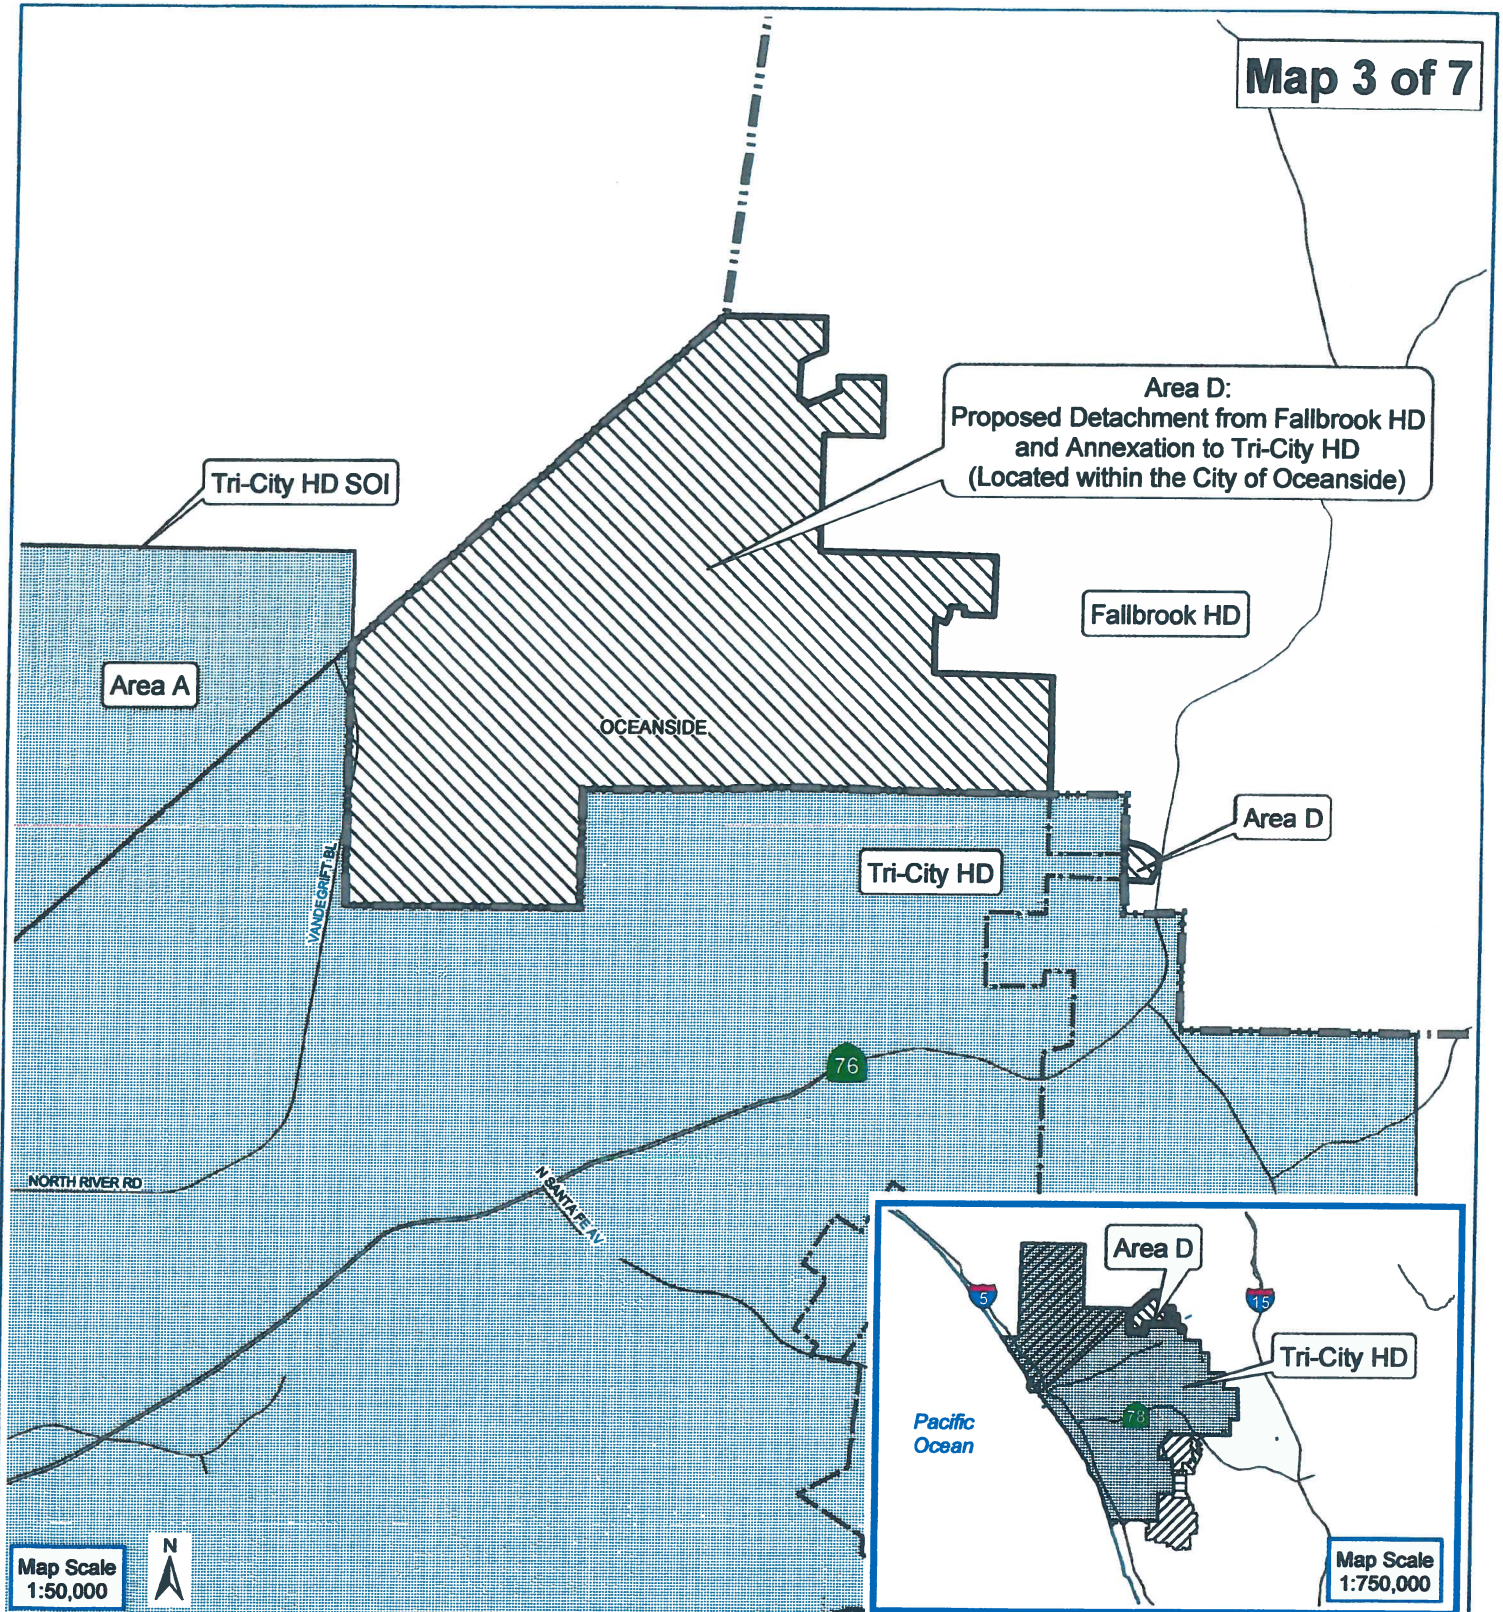 Map 3 of 7
Area D:
Proposed Detachment from Fallbrook HD
and Annexation to Tri-City HD
(Located within the City of Oceanside)
Tri-City HD SOI
Fallbrook HD
Area A
OCEANSIDE
Area D
Tri-City HD
VANDEGRIFT BL
76
NORTH RIVER RD
N SANTA FE AV
Area D
5
15
Tri-City HD
78
Pacific
Ocean
N
Map Scale
1:50,000
Map Scale
1:750,000